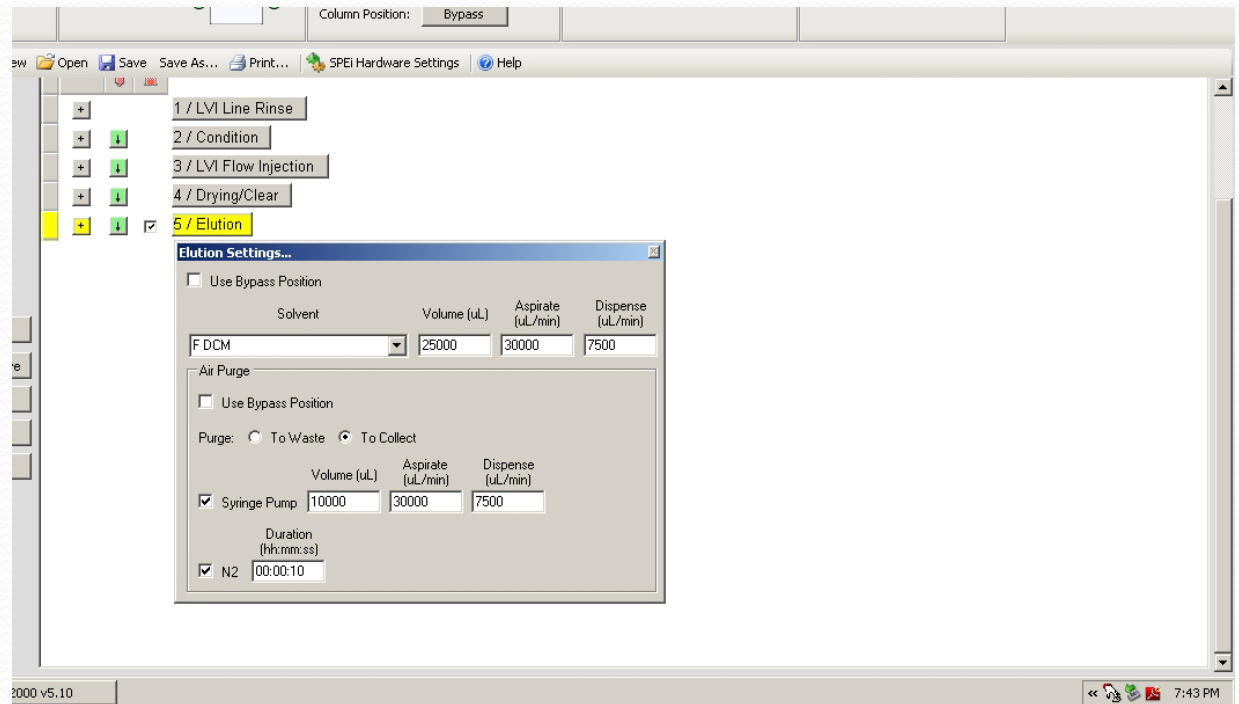 Column Position: Bypass
ew Open Save Save As... Print... SPEi Hardware Settings Help
+ 1 / LVI Line Rinse
+ 2 / Condition
+ 3 / LVI Flow Injection
+ 4 / Drying/Clear
+ 5 / Elution
Elution Settings...
Use Bypass Position
Solvent Volume (uL) Aspirate (uL/min) Dispense (uL/min)
F DCM 25000 30000 7500
Air Purge
Use Bypass Position
Purge: To Waste To Collect
Volume (uL) Aspirate (uL/min) Dispense (uL/min)
e
Syringe Pump 10000 30000 7500
Duration
(hh:mm:ss)
N2 00:00:10
2000 v5.10 « 7:43 PM